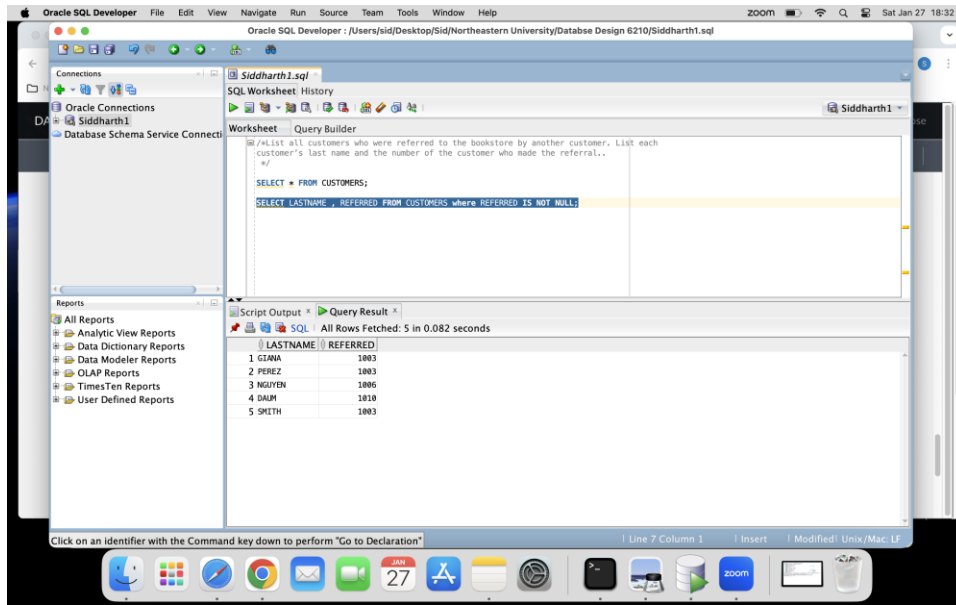 Oracle SQL Developer File Edit View Navigate Run Source Team Tools Window Help zoom Sat Jan 27 18:32
Oracle SQL Developer : /Users/sid/Desktop/Sid/Northeastern University/Databse Design 6210/Siddharth1.sql
Connections
Oracle Connections
Siddharth1
Database Schema Service Connecti
Siddharth1.sql
SQL Worksheet History
Siddharth1
Worksheet Query Builder
/*List all customers who were referred to the bookstore by another customer. List each
customer's last name and the number of the customer who made the referral..
*/
SELECT * FROM CUSTOMERS;
SELECT LASTNAME , REFERRED FROM CUSTOMERS where REFERRED IS NOT NULL;
Reports
All Reports
Analytic View Reports
Data Dictionary Reports
Data Modeler Reports
OLAP Reports
TimesTen Reports
User Defined Reports
Script Output Query Result
SQL All Rows Fetched: 5 in 0.082 seconds
LASTNAME REFERRED
1 GIANA 1003
2 PEREZ 1003
3 NGUYEN 1006
4 DAUM 1010
5 SMITH 1003
Click on an identifier with the Command key down to perform "Go to Declaration"
Line 7 Column 1 Insert Modified Unix/Mac: LF
JAN
27
zoom